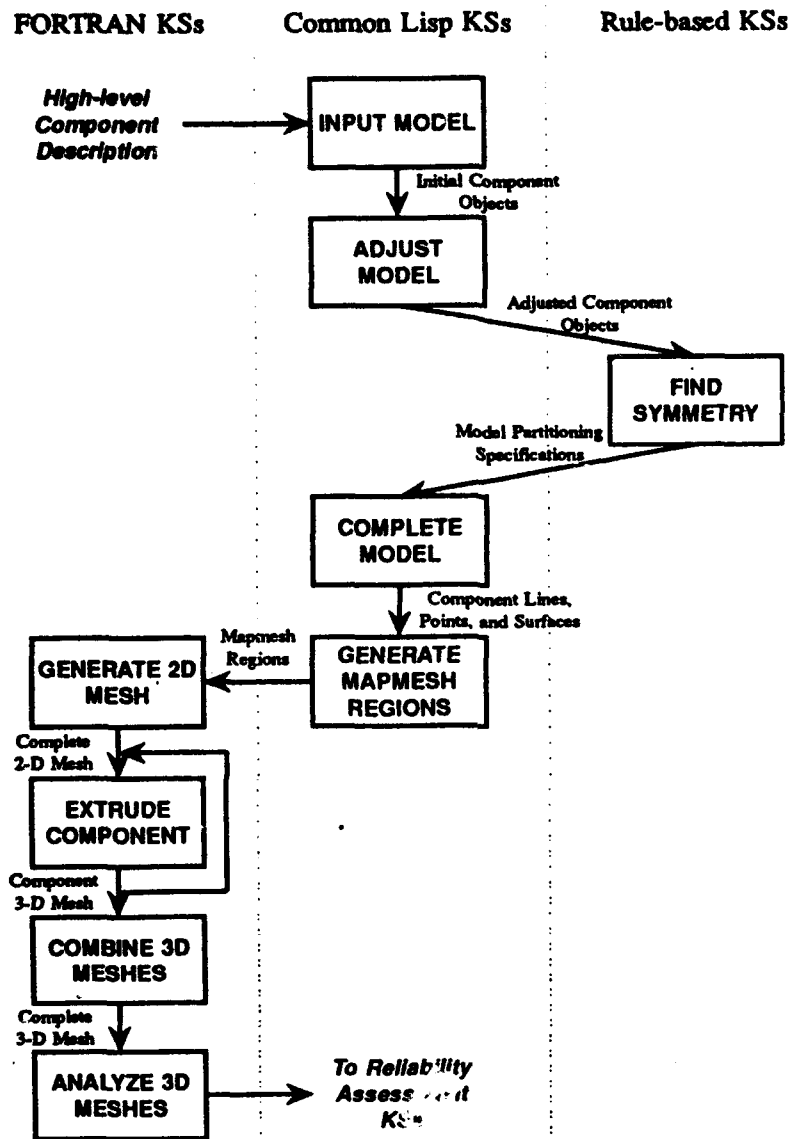 FORTRAN KSs
Common Lisp KSs
Rule-based KSs
High-level
Component
Description
INPUT MODEL
Initial Component
Objects
ADJUST
MODEL
Adjusted Component
Objects
FIND
SYMMETRY
Model Partitioning
Specifications
COMPLETE
MODEL
Component Lines,
Points, and Surfaces
GENERATE
MAPMESH
REGIONS
Mapmesh
Regions
GENERATE 2D
MESH
Complete
2-D Mesh
EXTRUDE
COMPONENT
Component
3-D Mesh
COMBINE 3D
MESHES
Complete
3-D Mesh
ANALYZE 3D
MESHES
To Reliability